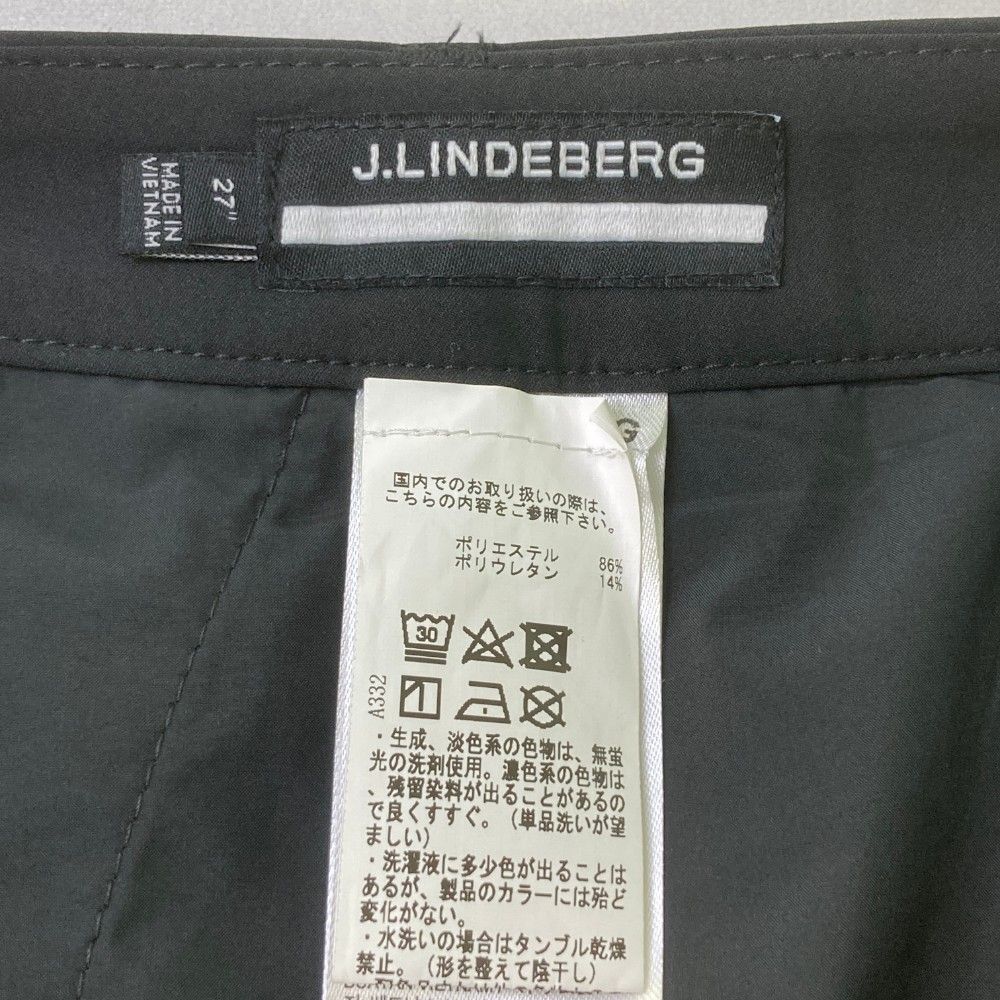 J.LINDEBERG
27"
MADE IN
VIETNAM
G
国内でのお取り扱いの際は、
こちらの内容をご参照下さい。
ポリエステル 86%
ポリウレタン 14%
30
A332
・生成、淡色系の色物は、無蛍
光の洗剤使用。濃色系の色物は
、残留染料が出ることがあるの
で良くすすぐ。(単品洗いが望
ましい)
・洗濯液に多少色が出ることは
あるが、製品のカラーには殆ど
変化がない。
・水洗いの場合はタンブル乾燥
禁止。(形を整えて陰干し)